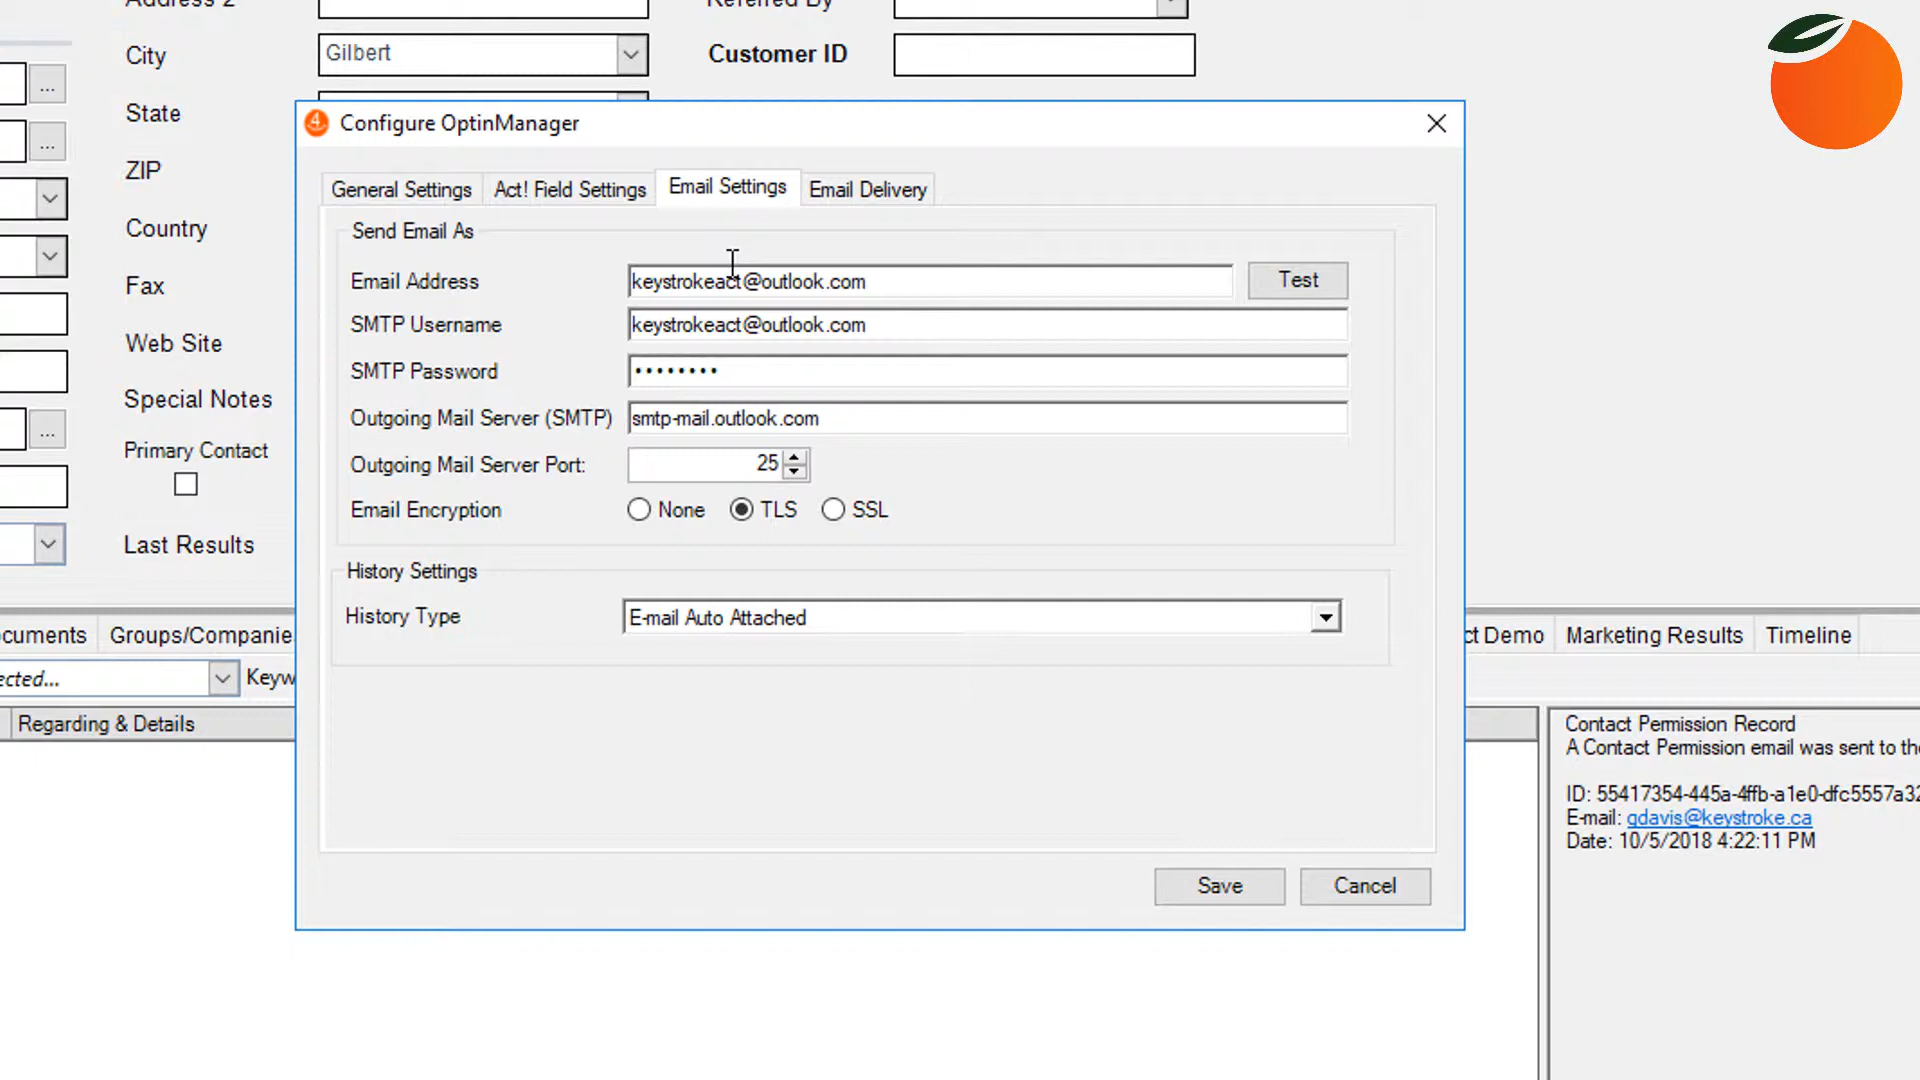 Address 2
Referred By
City
Gilbert
Customer ID
...
State
...
ZIP
Country
Fax
Web Site
Special Notes
...
Primary Contact
Last Results
Configure OptinManager
General Settings
Act! Field Settings
Email Settings
Email Delivery
Send Email As
Email Address
keystrokeact@outlook.com
Test
SMTP Username
keystrokeact@outlook.com
SMTP Password
••••••••
Outgoing Mail Server (SMTP)
smtp-mail.outlook.com
Outgoing Mail Server Port:
25
Email Encryption
None
TLS
SSL
History Settings
History Type
E-mail Auto Attached
Save
Cancel
cuments
Groups/Companie
ct Demo
Marketing Results
Timeline
ected...
Keyw
Regarding & Details
Contact Permission Record
A Contact Permission email was sent to the
ID: 55417354-445a-4ffb-a1e0-dfc5557a32
E-mail: gdavis@keystroke.ca
Date: 10/5/2018 4:22:11 PM